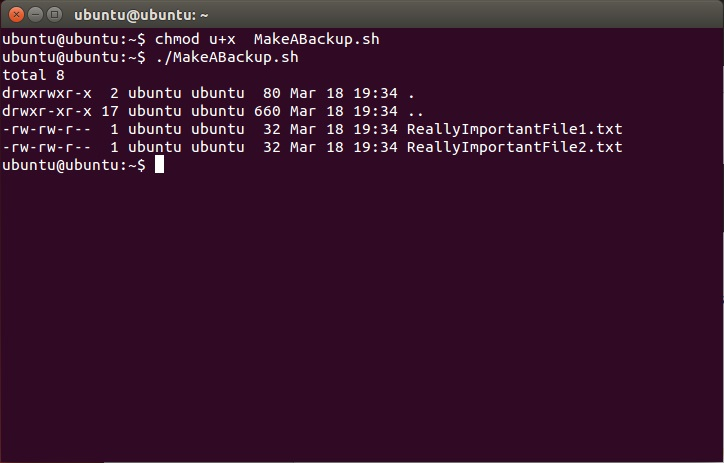 ubuntu@ubuntu: ~
ubuntu@ubuntu:~$ chmod u+x  MakeABackup.sh
ubuntu@ubuntu:~$ ./MakeABackup.sh
total 8
drwxrwxr-x  2 ubuntu ubuntu  80 Mar 18 19:34 .
drwxr-xr-x 17 ubuntu ubuntu 660 Mar 18 19:34 ..
-rw-rw-r--  1 ubuntu ubuntu  32 Mar 18 19:34 ReallyImportantFile1.txt
-rw-rw-r--  1 ubuntu ubuntu  32 Mar 18 19:34 ReallyImportantFile2.txt
ubuntu@ubuntu:~$